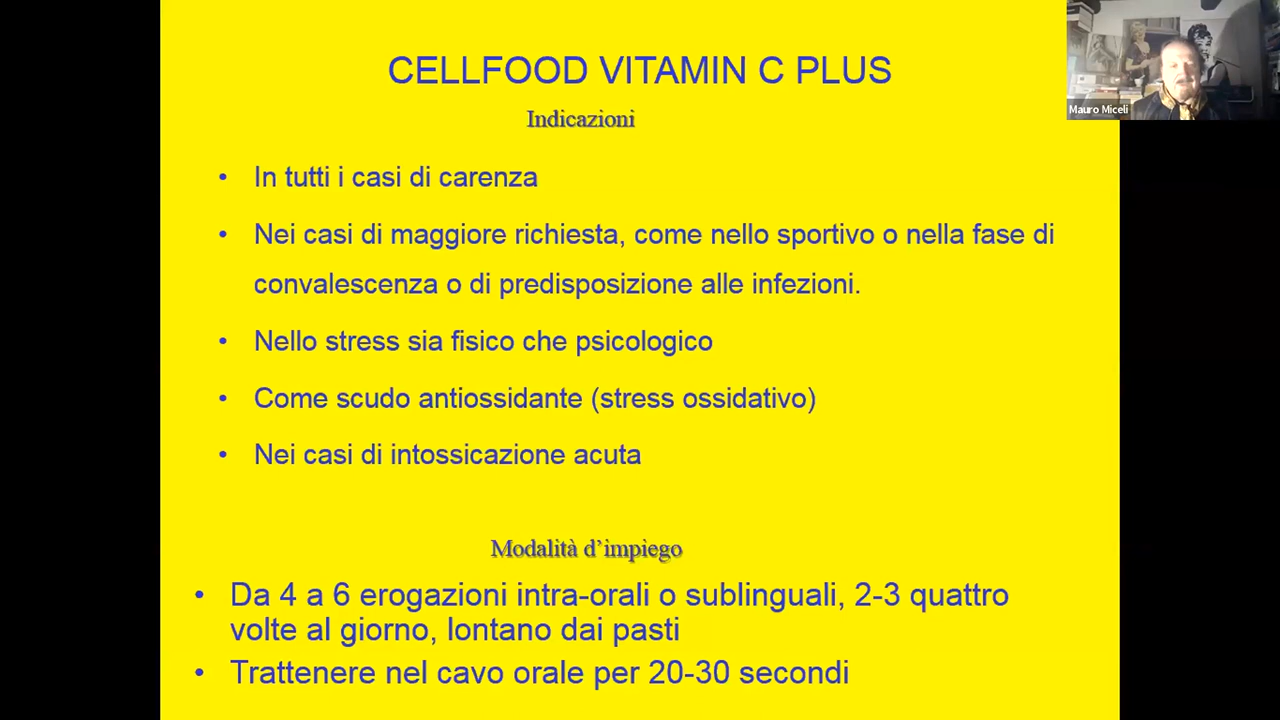 CELLFOOD VITAMIN C PLUS
Mauro Miceli
Indicazioni
• In tutti i casi di carenza
• Nei casi di maggiore richiesta, come nello sportivo o nella fase di
convalescenza o di predisposizione alle infezioni.
• Nello stress sia fisico che psicologico
• Come scudo antiossidante (stress ossidativo)
• Nei casi di intossicazione acuta
Modalità d’impiego
• Da 4 a 6 erogazioni intra-orali o sublinguali, 2-3 quattro
volte al giorno, lontano dai pasti
• Trattenere nel cavo orale per 20-30 secondi